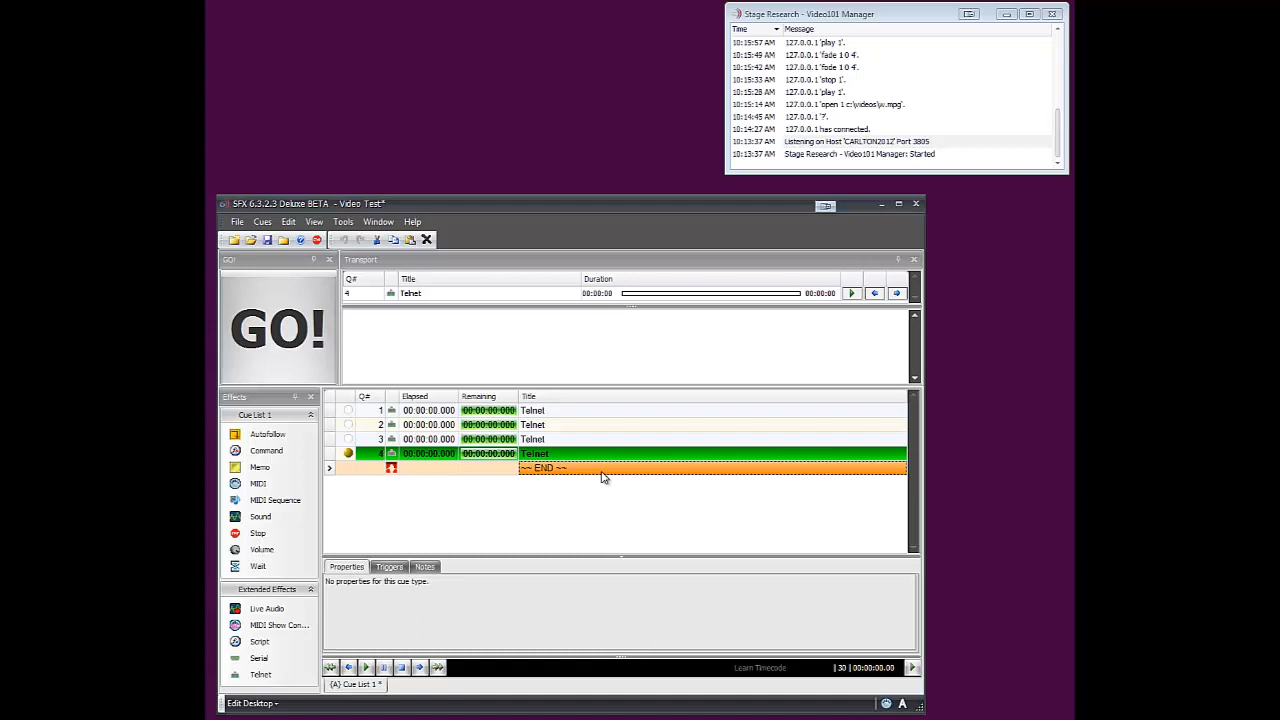 Stage Research - Video101 Manager
Time Message
10:15:57 AM 127.0.0.1 'play 1'.
10:15:49 AM 127.0.0.1 'fade 1 0 4'.
10:15:42 AM 127.0.0.1 'fade 1 0 4'.
10:15:33 AM 127.0.0.1 'stop 1'.
10:15:28 AM 127.0.0.1 'play 1'.
10:15:14 AM 127.0.0.1 'open 1 c:\videos\v.mpg'.
10:14:45 AM 127.0.0.1 '?'.
10:14:27 AM 127.0.0.1 has connected.
10:13:37 AM Listening on Host 'CARLTON2012' Port 3805
10:13:37 AM Stage Research - Video101 Manager: Started
SFX 6.3.2.3 Deluxe BETA - Video Test*
File Cues Edit View Tools Window Help
GO! Transport
Q# Title Duration
4 Telnet 00:00:00 00:00:00
GO!
Effects
Q# Elapsed Remaining Title
Cue List 1
1 00:00:00.000 00:00:00.000 Telnet
2 00:00:00.000 00:00:00.000 Telnet
3 00:00:00.000 00:00:00.000 Telnet
4 00:00:00.000 00:00:00.000 Telnet
~~ END ~~
Autofollow
Command
Memo
MIDI
MIDI Sequence
Sound
Stop
Volume
Wait
Extended Effects
Live Audio
MIDI Show Con...
Script
Serial
Telnet
Properties Triggers Notes
No properties for this cue type.
Learn Timecode | 30 | 00:00:00.00
{A} Cue List 1 *
Edit Desktop
A